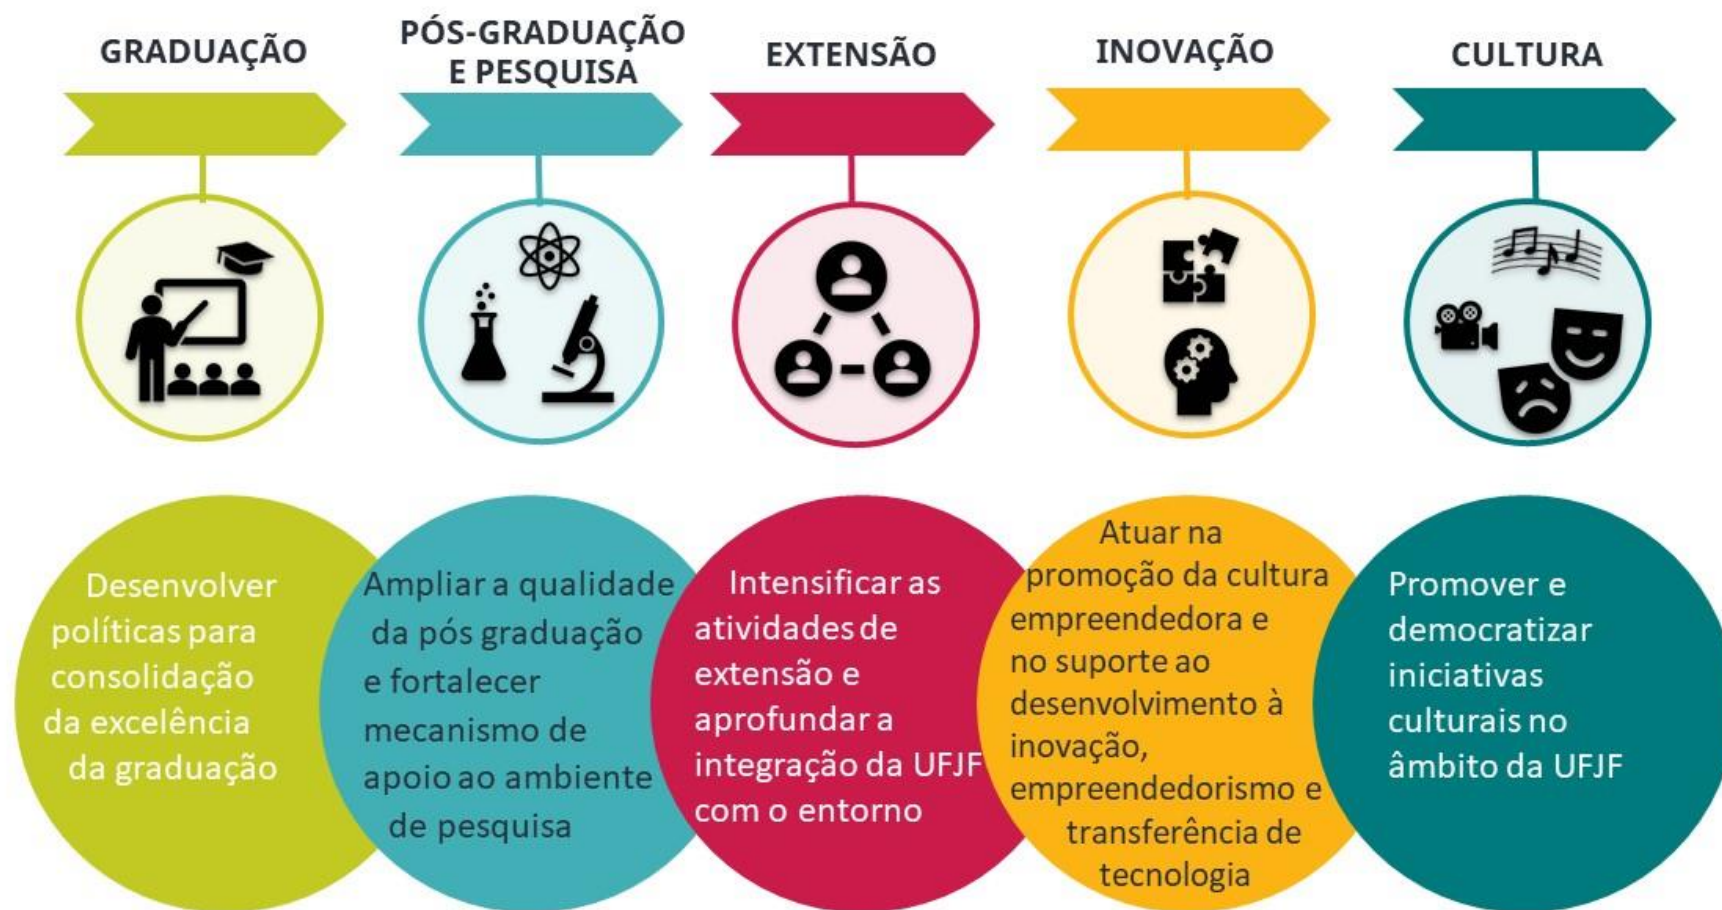 GRADUAÇÃO
PÓS-GRADUAÇÃO
E PESQUISA
EXTENSÃO
INOVAÇÃO
CULTURA
Desenvolver
políticas para
consolidação
da excelência
da graduação
Ampliar a qualidade
da pós graduação
e fortalecer
mecanismo de
apoio ao ambiente
de pesquisa
Intensificar as
atividades de
extensão e
aprofundar a
integração da UFJF
com o entorno
Atuar na
promoção da cultura
empreendedora e
no suporte ao
desenvolvimento à
inovação,
empreendedorismo e
transferência de
tecnologia
Promover e
democratizar
iniciativas
culturais no
âmbito da UFJF